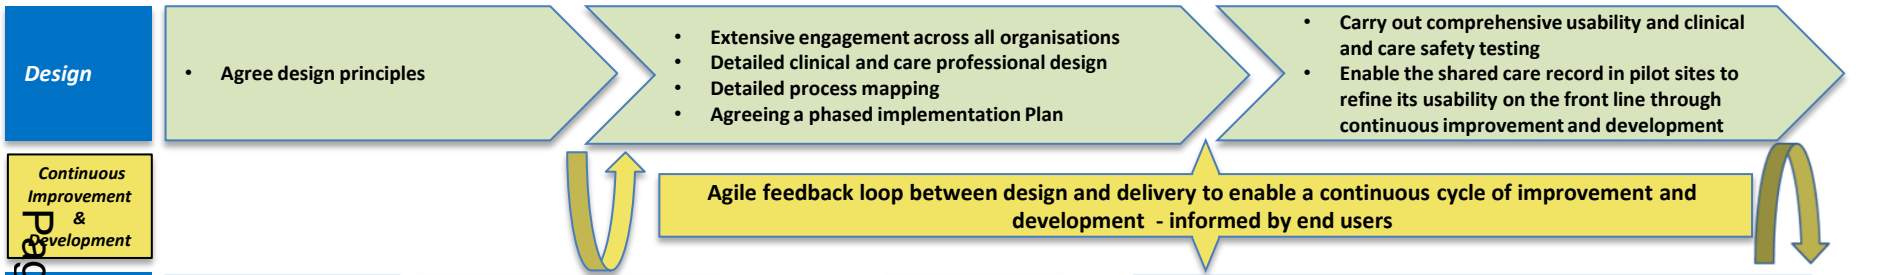 Design
• Agree design principles
• Extensive engagement across all organisations
• Detailed clinical and care professional design
• Detailed process mapping
• Agreeing a phased implementation Plan
• Carry out comprehensive usability and clinical
and care safety testing
• Enable the shared care record in pilot sites to
refine its usability on the front line through
continuous improvement and development
Continuous
Improvement
&
Development
Agile feedback loop between design and delivery to enable a continuous cycle of improvement and
development - informed by end users
Pag